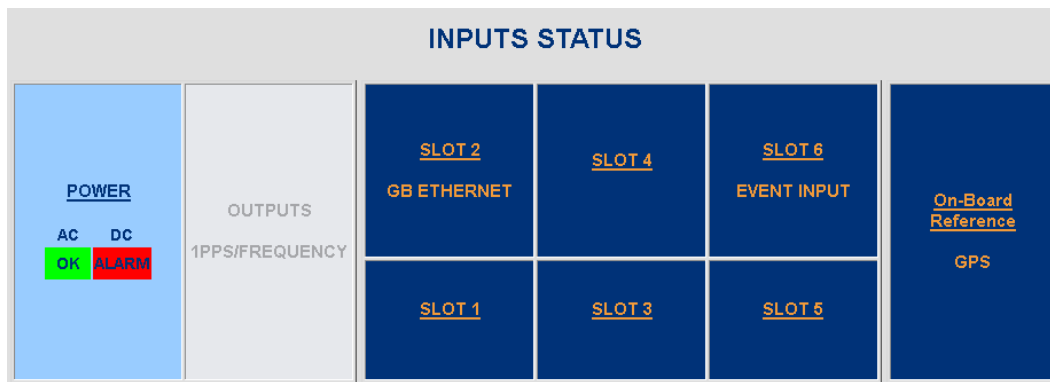 INPUTS STATUS
POWER
AC DC
OK ALARM
OUTPUTS
1PPS/FREQUENCY
SLOT 2
GB ETHERNET
SLOT 4
SLOT 6
EVENT INPUT
SLOT 1
SLOT 3
SLOT 5
On-Board
Reference
GPS